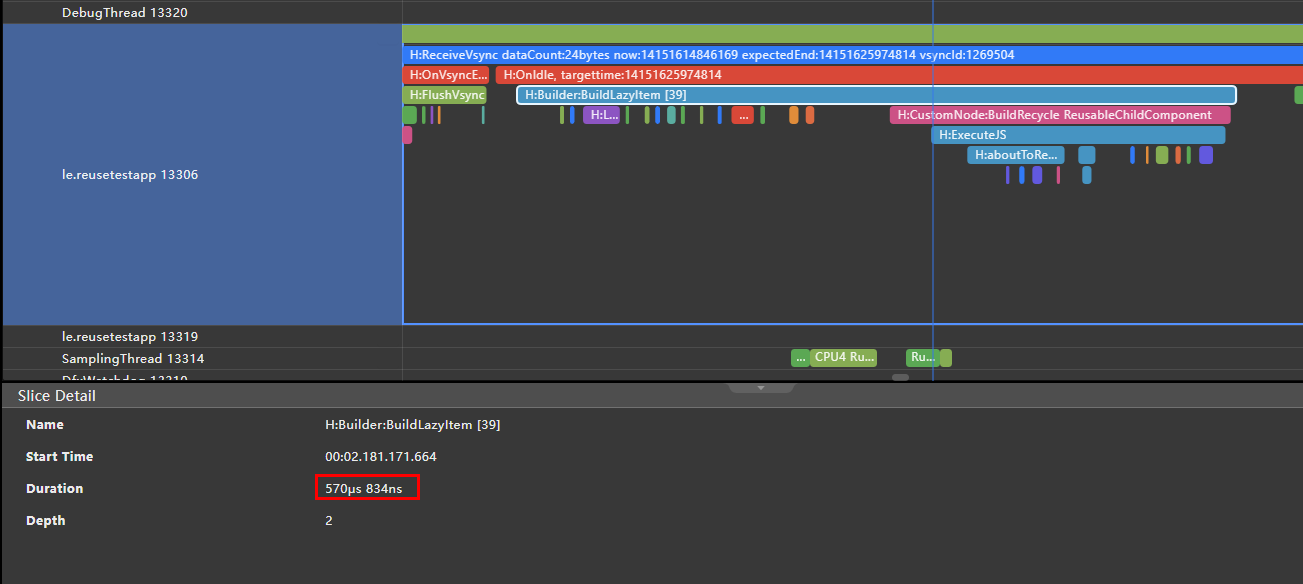 DebugThread 13320
H:ReceiveVsync dataCount:24bytes now:14151614846169 expectedEnd:14151625974814 vsyncId:1269504
H:OnVsyncE... H:OnIdle, targettime:14151625974814
H:FlushVsync H:Builder:BuildLazyItem [39]
H:L... ... H:CustomNode:BuildRecycle ReusableChildComponent
H:ExecuteJS
H:aboutToRe...
le.reusetestapp 13306
le.reusetestapp 13319
SamplingThread 13314 ... CPU4 Ru... Ru...
Slice Detail
Name H:Builder:BuildLazyItem [39]
Start Time 00:02.181.171.664
Duration 570μs 834ns
Depth 2